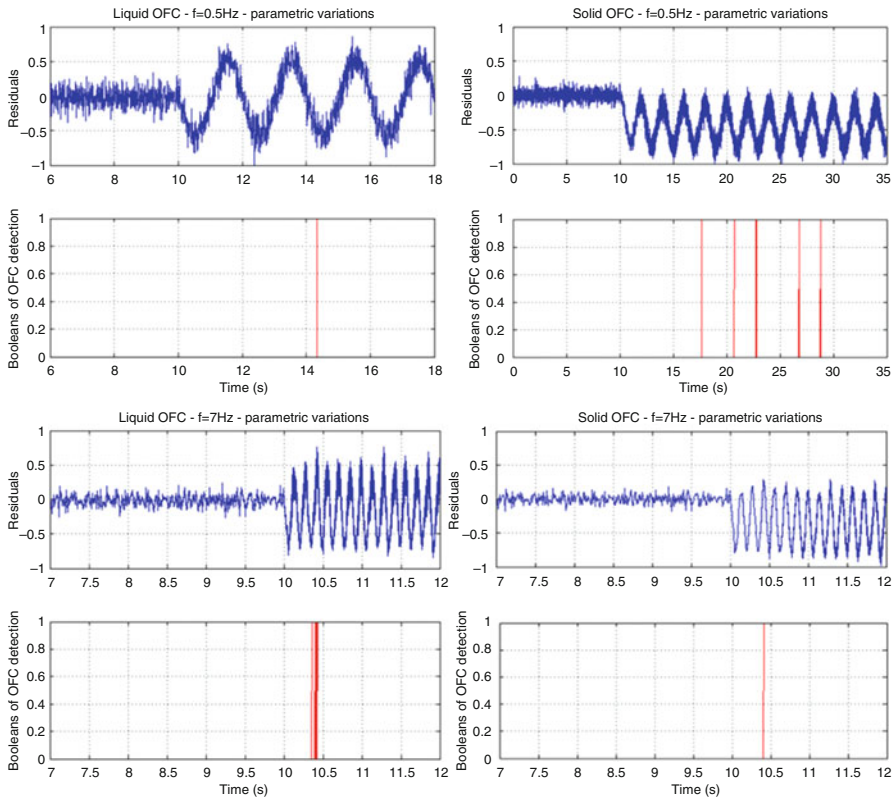 Liquid OFC - f=0.5Hz - parametric variations
Residuals
1
0.5
0
−0.5
−1
6 8 10 12 14 16 18
Booleans of OFC detection
1
0.8
0.6
0.4
0.2
0
6 8 10 12 14 16 18
Time (s)
Solid OFC - f=0.5Hz - parametric variations
Residuals
1
0.5
0
−0.5
−1
0 5 10 15 20 25 30 35
Booleans of OFC detection
1
0.8
0.6
0.4
0.2
0
0 5 10 15 20 25 30 35
Time (s)
Liquid OFC - f=7Hz - parametric variations
Residuals
1
0.5
0
−0.5
−1
7 7.5 8 8.5 9 9.5 10 10.5 11 11.5 12
Booleans of OFC detection
1
0.8
0.6
0.4
0.2
0
7 7.5 8 8.5 9 9.5 10 10.5 11 11.5 12
Time (s)
Solid OFC - f=7Hz - parametric variations
Residuals
1
0.5
0
−0.5
−1
7 7.5 8 8.5 9 9.5 10 10.5 11 11.5 12
Booleans of OFC detection
1
0.8
0.6
0.4
0.2
0
7 7.5 8 8.5 9 9.5 10 10.5 11 11.5 12
Time (s)